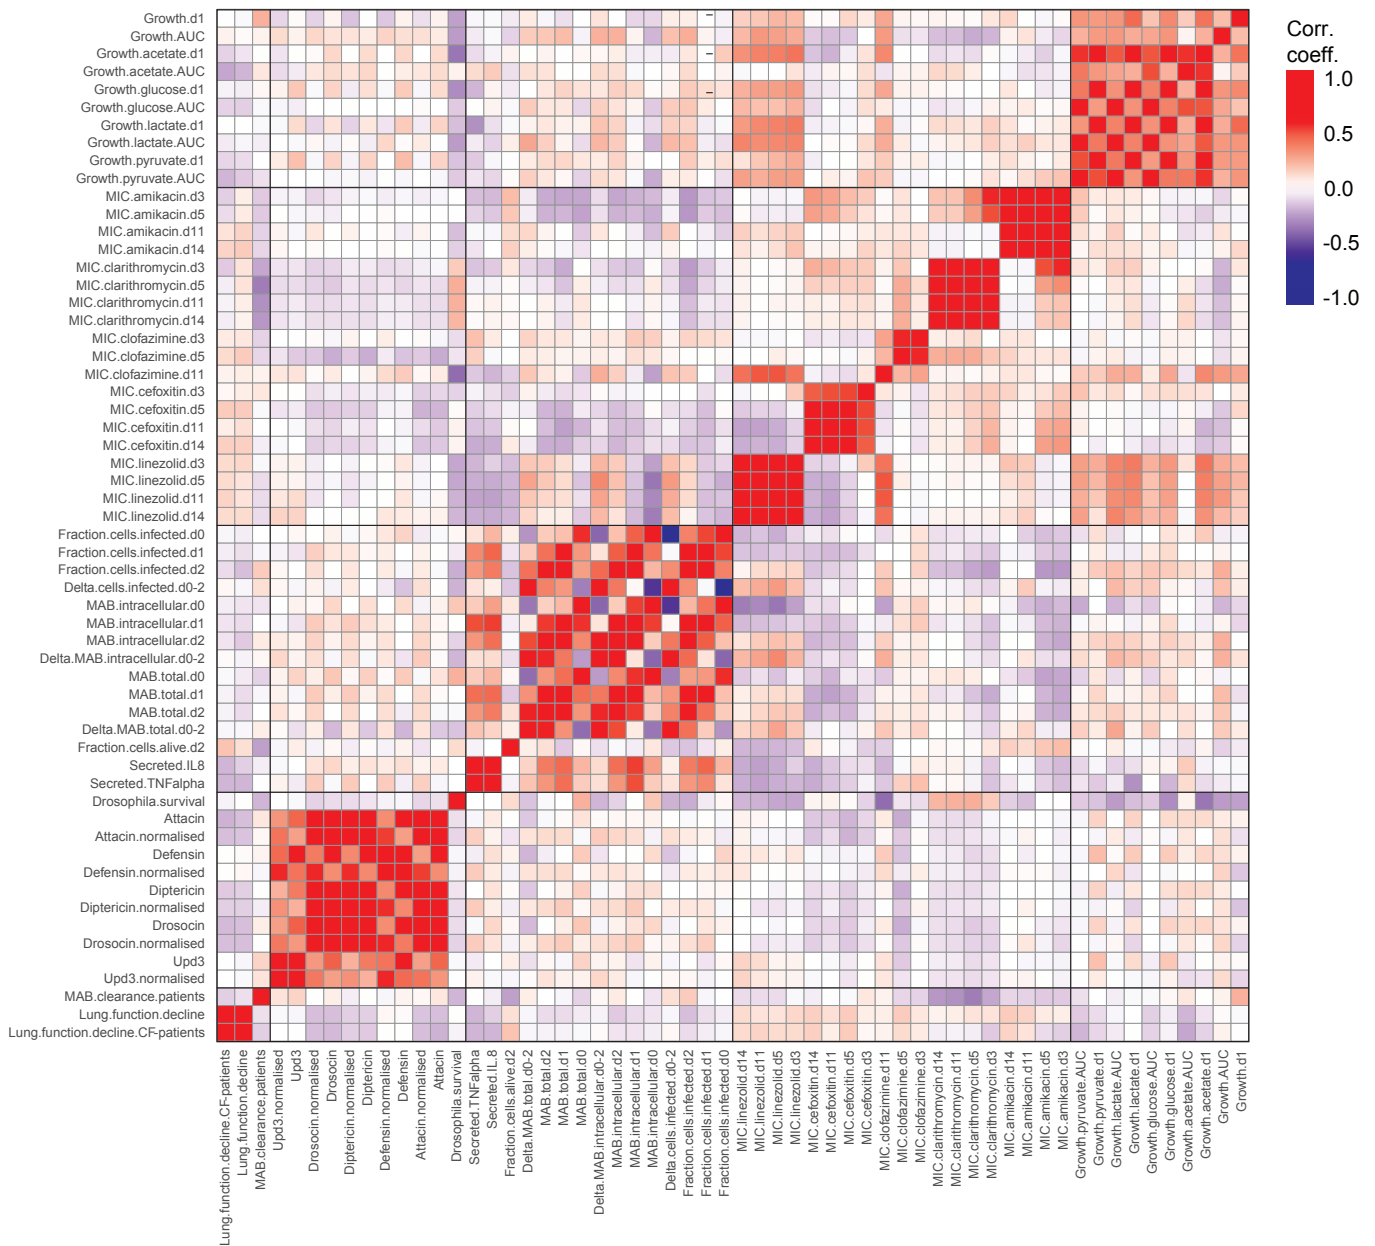 Growth.d1
Growth.AUC
Growth.acetate.d1
Growth.acetate.AUC
Growth.glucose.d1
Growth.glucose.AUC
Growth.lactate.d1
Growth.lactate.AUC
Growth.pyruvate.d1
Growth.pyruvate.AUC
MIC.amikacin.d3
MIC.amikacin.d5
MIC.amikacin.d11
MIC.amikacin.d14
MIC.clarithromycin.d3
MIC.clarithromycin.d5
MIC.clarithromycin.d11
MIC.clarithromycin.d14
MIC.clofazimine.d3
MIC.clofazimine.d5
MIC.clofazimine.d11
MIC.cefoxitin.d3
MIC.cefoxitin.d5
MIC.cefoxitin.d11
MIC.cefoxitin.d14
MIC.linezolid.d3
MIC.linezolid.d5
MIC.linezolid.d11
MIC.linezolid.d14
Fraction.cells.infected.d0
Fraction.cells.infected.d1
Fraction.cells.infected.d2
Delta.cells.infected.d0-2
MAB.intracellular.d0
MAB.intracellular.d1
MAB.intracellular.d2
Delta.MAB.intracellular.d0-2
MAB.total.d0
MAB.total.d1
MAB.total.d2
Delta.MAB.total.d0-2
Fraction.cells.alive.d2
Secreted.IL8
Secreted.TNFalpha
Drosophila.survival
Attacin
Attacin.normalised
Defensin
Defensin.normalised
Diptericin
Diptericin.normalised
Drosocin
Drosocin.normalised
Upd3
Upd3.normalised
MAB.clearance.patients
Lung.function.decline
Lung.function.decline.CF-patients
Lung.function.decline.CF-patients
Lung.function.decline
MAB.clearance.patients
Upd3.normalised
Upd3
Drosocin.normalised
Drosocin
Diptericin.normalised
Diptericin
Defensin.normalised
Defensin
Attacin.normalised
Attacin
Drosophila.survival
Secreted.TNFalpha
Secreted.IL8
Fraction.cells.alive.d2
Delta.MAB.total.d0-2
MAB.total.d2
MAB.total.d1
MAB.total.d0
Delta.MAB.intracellular.d0-2
MAB.intracellular.d2
MAB.intracellular.d1
MAB.intracellular.d0
Delta.cells.infected.d0-2
Fraction.cells.infected.d2
Fraction.cells.infected.d1
Fraction.cells.infected.d0
MIC.linezolid.d14
MIC.linezolid.d11
MIC.linezolid.d5
MIC.linezolid.d3
MIC.cefoxitin.d14
MIC.cefoxitin.d11
MIC.cefoxitin.d5
MIC.cefoxitin.d3
MIC.clofazimine.d11
MIC.clofazimine.d5
MIC.clofazimine.d3
MIC.clarithromycin.d14
MIC.clarithromycin.d11
MIC.clarithromycin.d5
MIC.clarithromycin.d3
MIC.amikacin.d14
MIC.amikacin.d11
MIC.amikacin.d5
MIC.amikacin.d3
Growth.pyruvate.AUC
Growth.pyruvate.d1
Growth.lactate.AUC
Growth.lactate.d1
Growth.glucose.AUC
Growth.glucose.d1
Growth.acetate.AUC
Growth.acetate.d1
Growth.AUC
Growth.d1
Corr.
coeff.
1.0
0.5
0.0
-0.5
-1.0